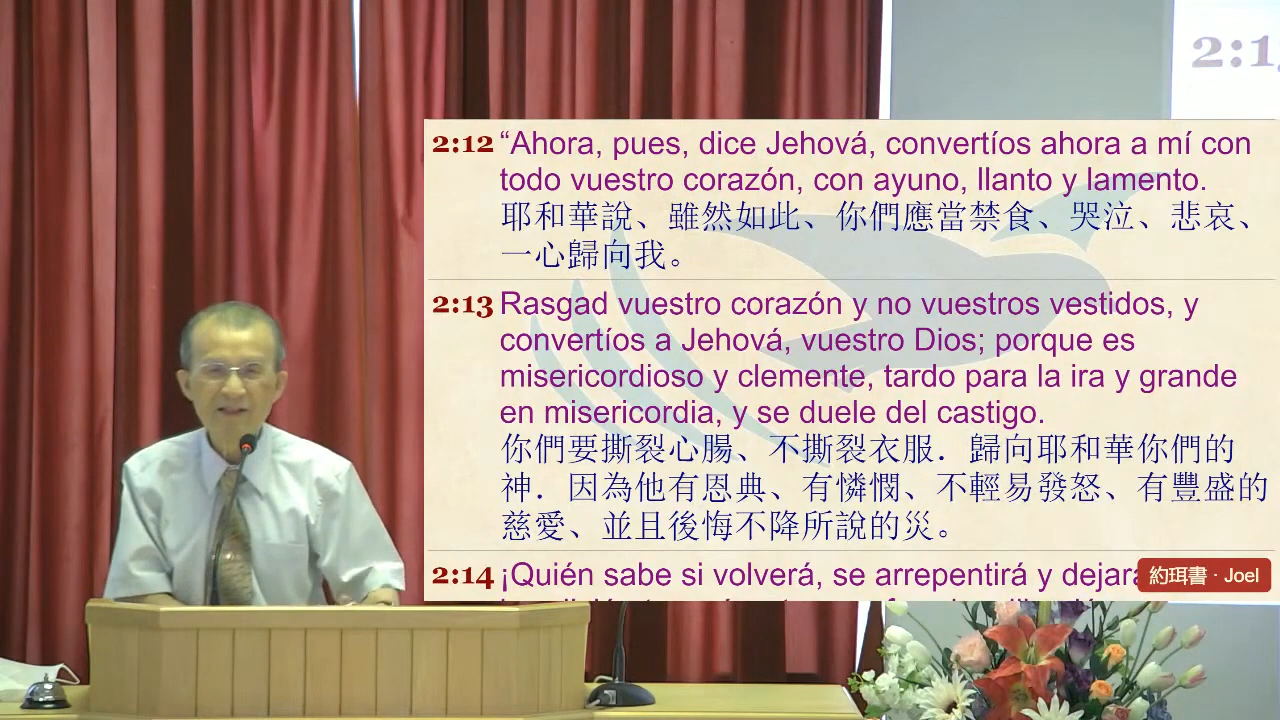 2:1
2:12 “Ahora, pues, dice Jehová, convertíos ahora a mí con
todo vuestro corazón, con ayuno, llanto y lamento.
耶和華說、雖然如此、你們應當禁食、哭泣、悲哀、
一心歸向我。
2:13 Rasgad vuestro corazón y no vuestros vestidos, y
convertíos a Jehová, vuestro Dios; porque es
misericordioso y clemente, tardo para la ira y grande
en misericordia, y se duele del castigo.
你們要撕裂心腸、不撕裂衣服．歸向耶和華你們的
神．因為他有恩典、有憐憫、不輕易發怒、有豐盛的
慈愛、並且後悔不降所說的災。
2:14 ¡Quién sabe si volverá, se arrepentirá y dejará
約珥書 · Joel